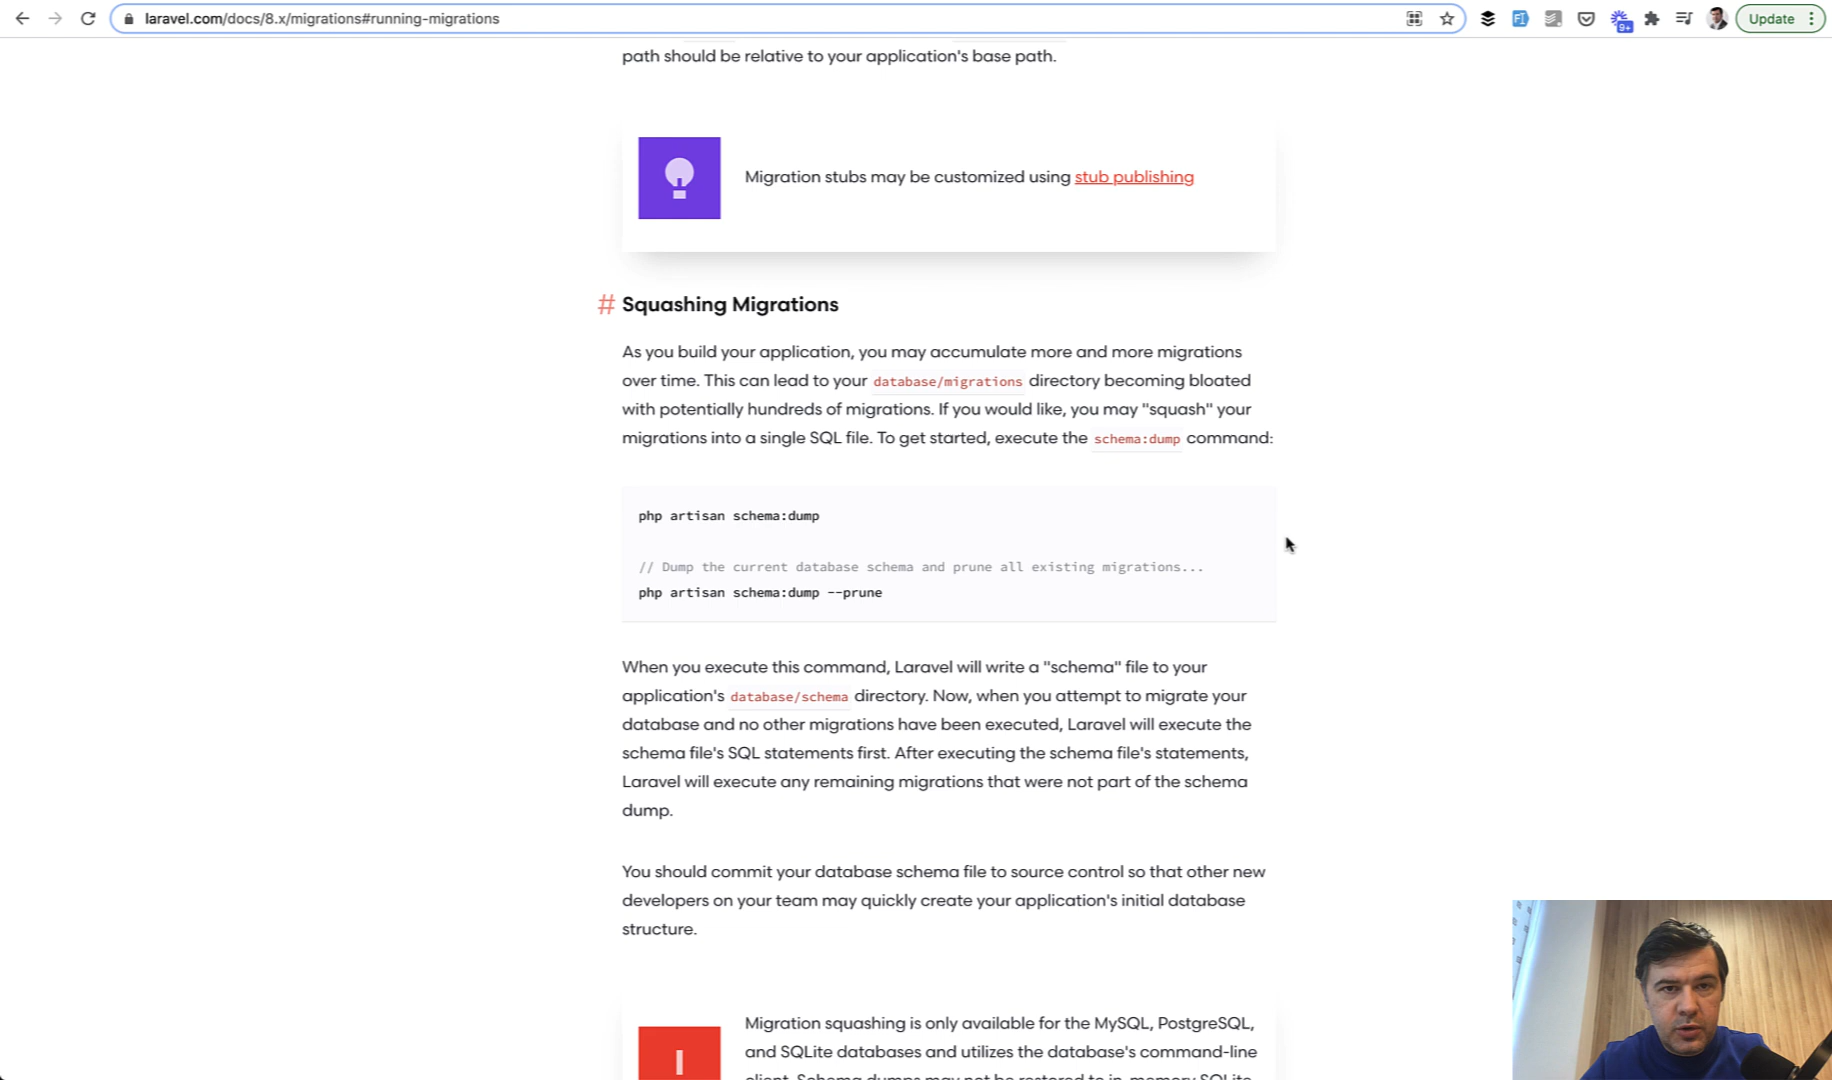 laravel.com/docs/8.x/migrations#running-migrations
9+
Update
path should be relative to your application's base path.
Migration stubs may be customized using stub publishing
# Squashing Migrations
As you build your application, you may accumulate more and more migrations
over time. This can lead to your database/migrations directory becoming bloated
with potentially hundreds of migrations. If you would like, you may "squash" your
migrations into a single SQL file. To get started, execute the schema:dump command:
php artisan schema:dump
// Dump the current database schema and prune all existing migrations...
php artisan schema:dump --prune
When you execute this command, Laravel will write a "schema" file to your
application's database/schema directory. Now, when you attempt to migrate your
database and no other migrations have been executed, Laravel will execute the
schema file's SQL statements first. After executing the schema file's statements,
Laravel will execute any remaining migrations that were not part of the schema
dump.
You should commit your database schema file to source control so that other new
developers on your team may quickly create your application's initial database
structure.
Migration squashing is only available for the MySQL, PostgreSQL,
and SQLite databases and utilizes the database's command-line
client. Schema dumps may not be restored to in-memory SQLite